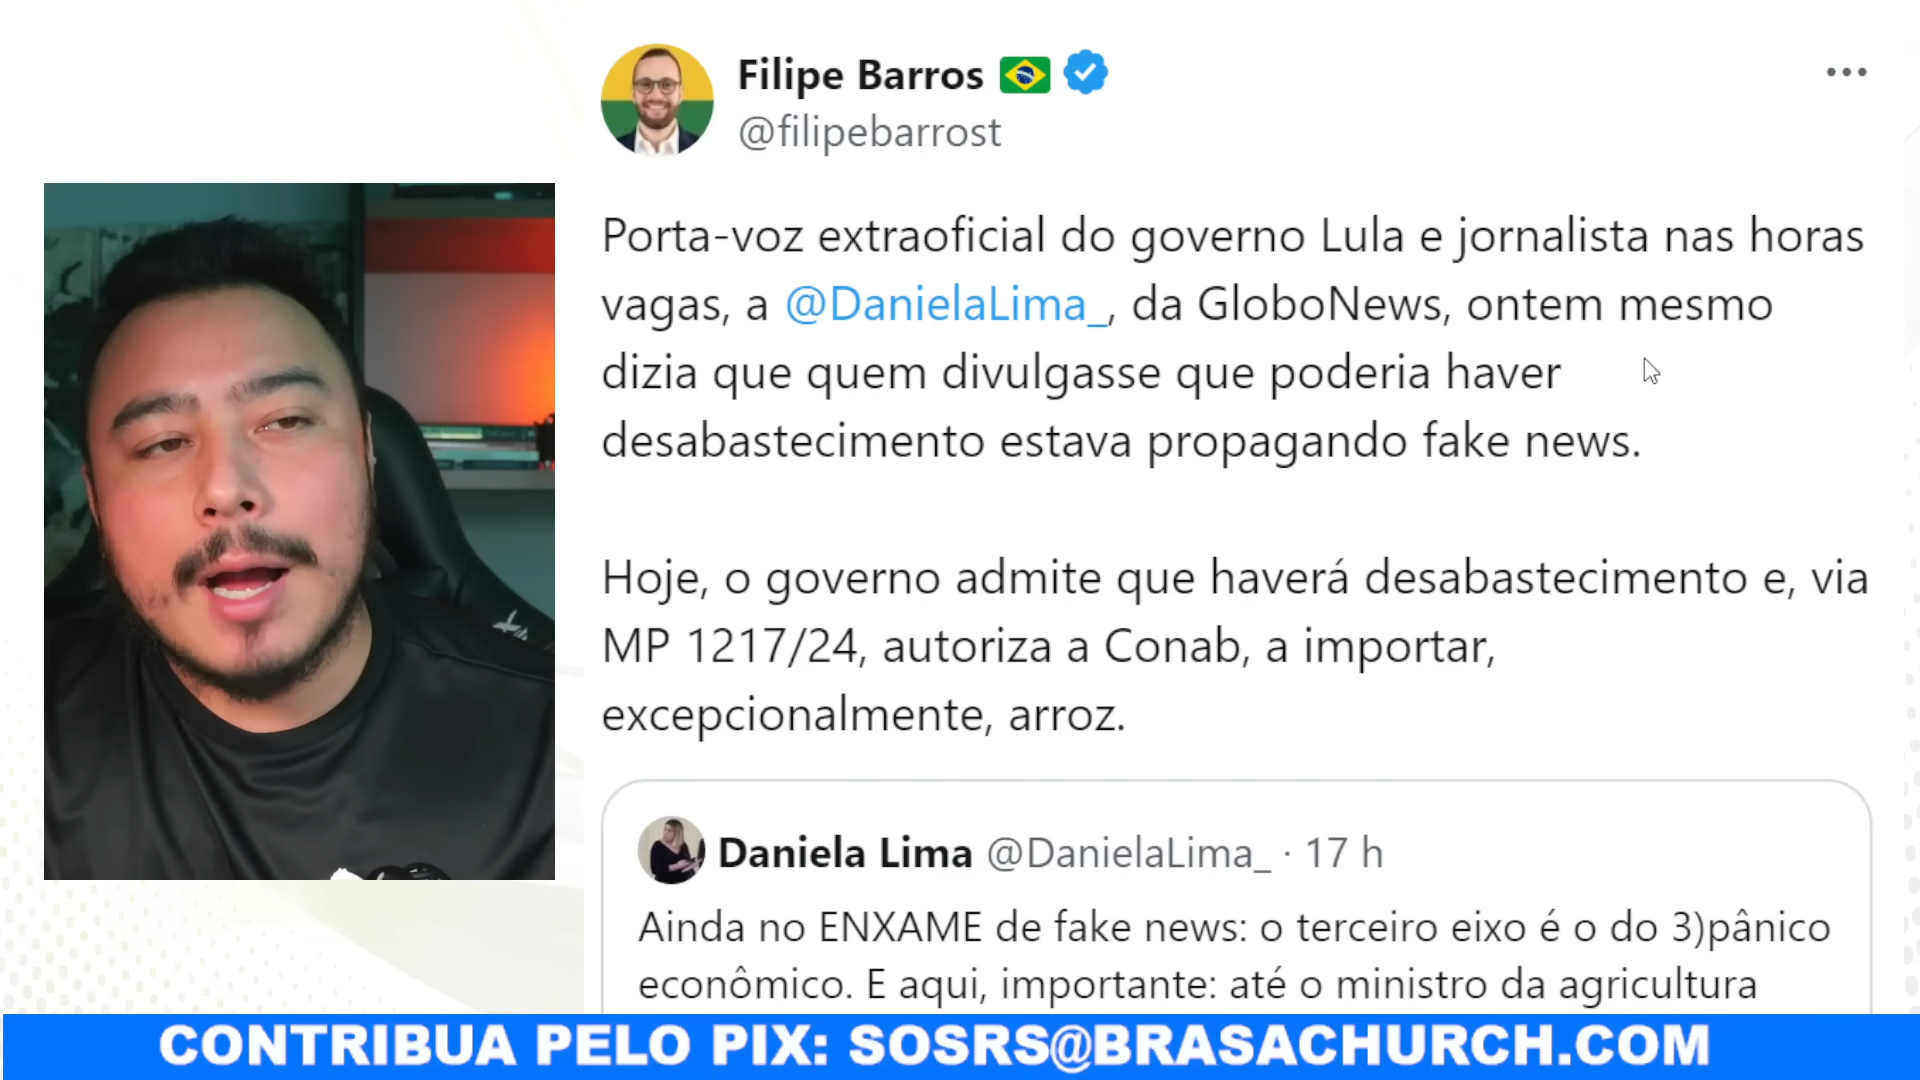 Filipe Barros
@filipebarrost
Porta-voz extraoficial do governo Lula e jornalista nas horas
vagas, a @DanielaLima_, da GloboNews, ontem mesmo
dizia que quem divulgasse que poderia haver
desabastecimento estava propagando fake news.
Hoje, o governo admite que haverá desabastecimento e, via
MP 1217/24, autoriza a Conab, a importar,
excepcionalmente, arroz.
Daniela Lima @DanielaLima_ · 17 h
Ainda no ENXAME de fake news: o terceiro eixo é o do 3)pânico
econômico. E aqui, importante: até o ministro da agricultura
CONTRIBUA PELO PIX: SOSRS@BRASACHURCH.COM